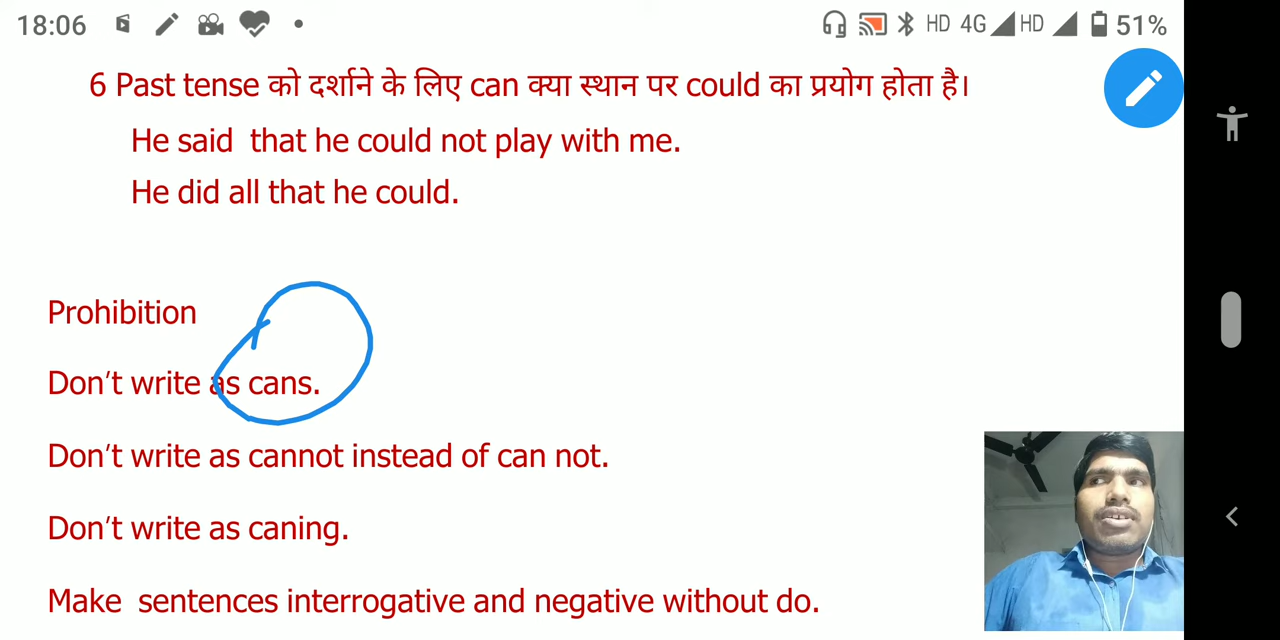 18:06 HD 4G HD 51%
6 Past tense को दर्शाने के लिए can क्या स्थान पर could का प्रयोग होता है।
He said that he could not play with me.
He did all that he could.
Prohibition
Don't write as cans.
Don't write as cannot instead of can not.
Don't write as caning.
Make sentences interrogative and negative without do.